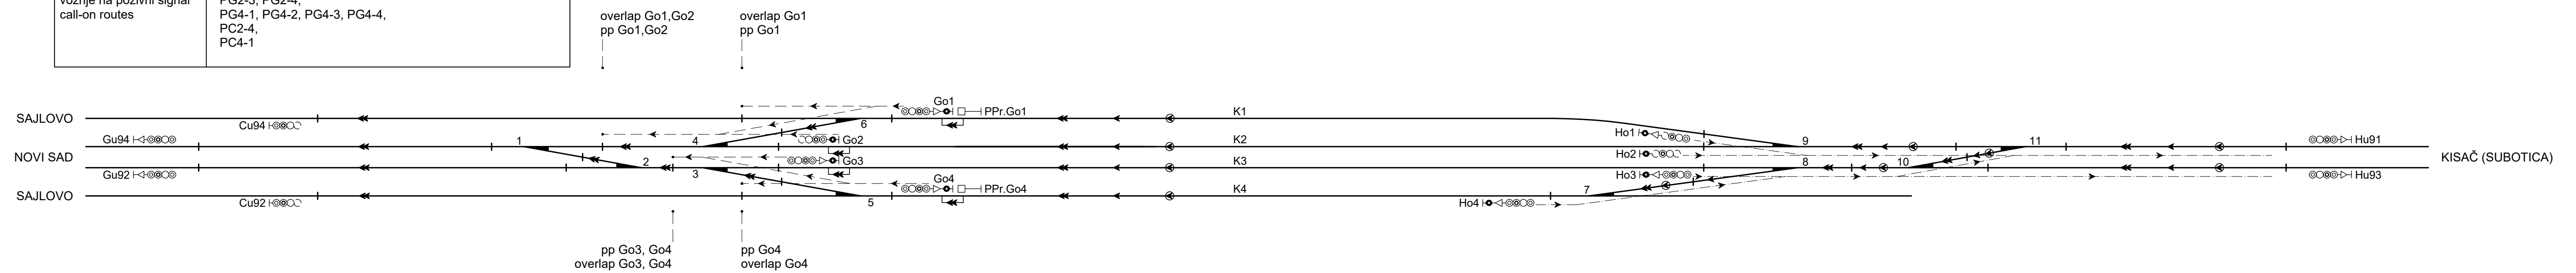 vožnje na pozivni signal
call-on routes
PG2-3, PG2-4,
PG4-1, PG4-2, PG4-3, PG4-4,
PC2-4,
PC4-1
overlap Go1,Go2
pp Go1,Go2
overlap Go1
pp Go1
Go1
PPr.Go1
K1
SAJLOVO
Cu94
6
Gu94
1
4
Go2
K2
Ho1
9
11
Hu91
NOVI SAD
2
Go3
K3
Ho2
8
10
KISAČ (SUBOTICA)
Gu92
3
Go4
PPr.Go4
Ho3
Hu93
SAJLOVO
Cu92
5
K4
7
Ho4
pp Go3, Go4
overlap Go3, Go4
pp Go4
overlap Go4